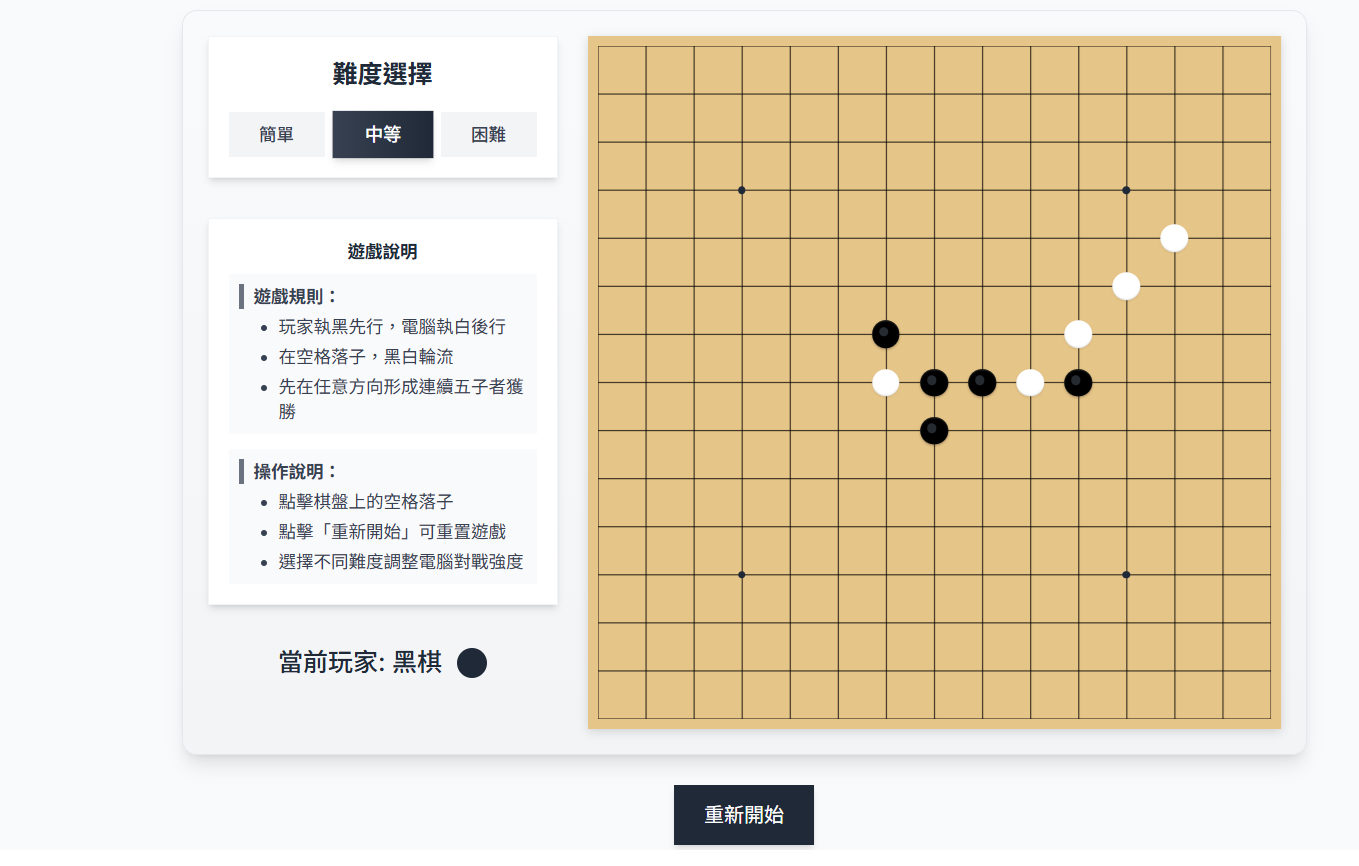 難度選擇
簡單
中等
困難
遊戲說明
遊戲規則：
玩家執黑先行，電腦執白後行
在空格落子，黑白輪流
先在任意方向形成連續五子者獲
勝
操作說明：
點擊棋盤上的空格落子
點擊「重新開始」可重置遊戲
選擇不同難度調整電腦對戰強度
當前玩家: 黑棋
重新開始